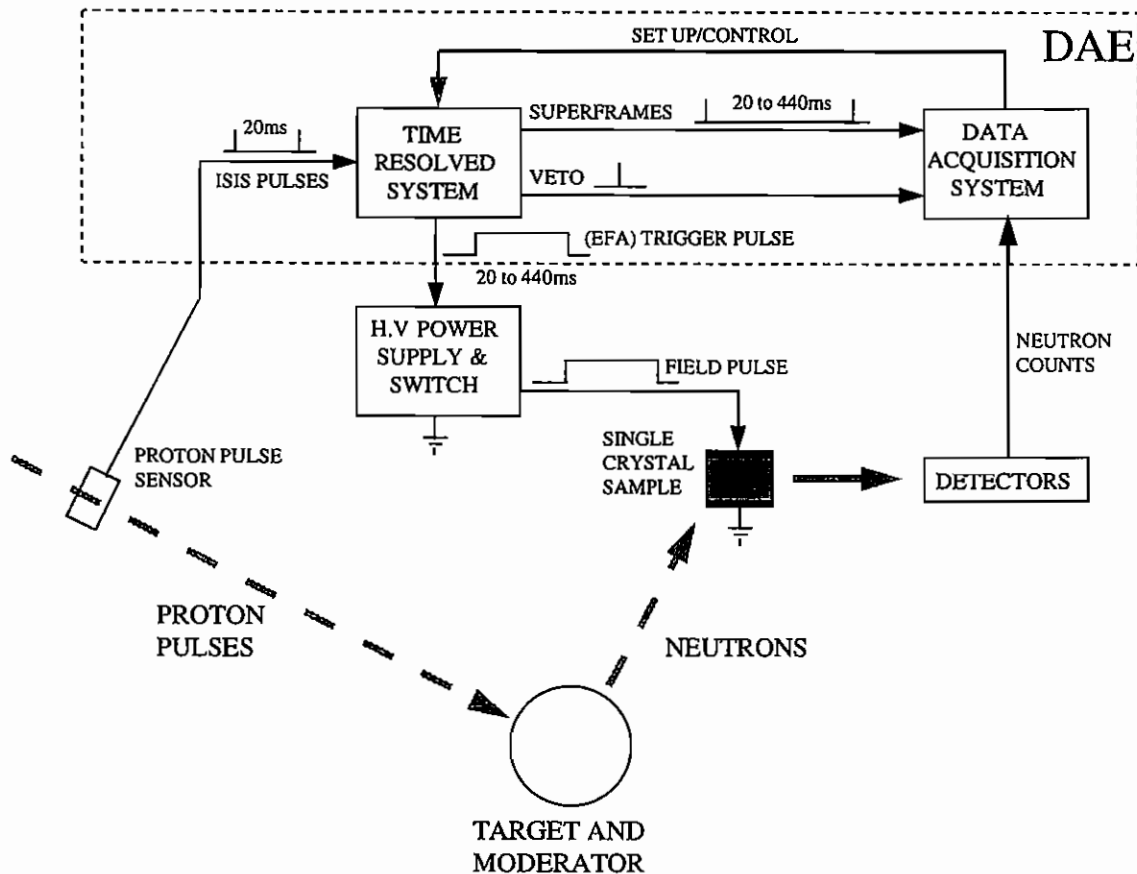 SET UP/CONTROL
DAE
20ms
ISIS PULSES
TIME
RESOLVED
SYSTEM
SUPERFRAMES
20 to 440ms
VETO
DATA
ACQUISITION
SYSTEM
(EFA) TRIGGER PULSE
20 to 440ms
H.V POWER
SUPPLY &
SWITCH
FIELD PULSE
NEUTRON
COUNTS
PROTON PULSE
SENSOR
SINGLE
CRYSTAL
SAMPLE
DETECTORS
PROTON
PULSES
NEUTRONS
TARGET AND
MODERATOR